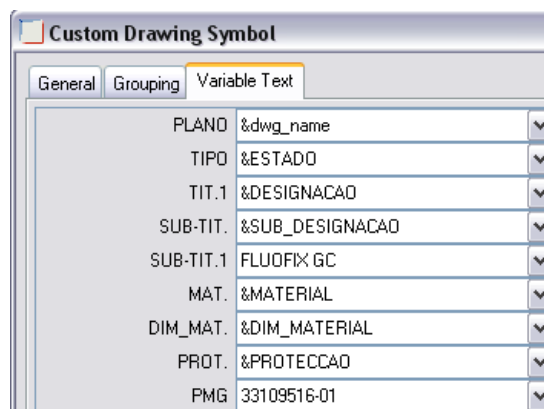 Custom Drawing Symbol
General Grouping Variable Text
PLANO &dwg_name
TIPO &ESTADO
TIT.1 &DESIGNACAO
SUB-TIT. &SUB_DESIGNACAO
SUB-TIT.1 FLUOFIX GC
MAT. &MATERIAL
DIM_MAT. &DIM_MATERIAL
PROT. &PROTECCAO
PMG 33109516-01